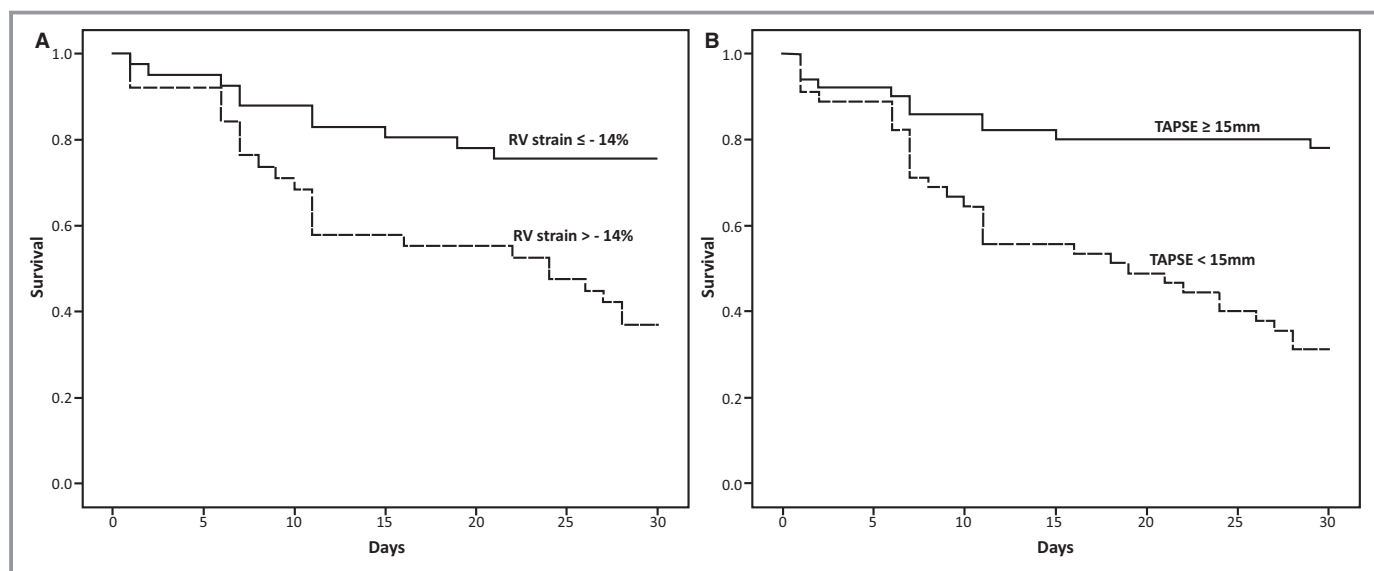 A
1.0
0.8
0.6
0.4
0.2
0.0
Survival
RV strain ≤ - 14%
RV strain > - 14%
0 5 10 15 20 25 30
Days
B
1.0
0.8
0.6
0.4
0.2
0.0
Survival
TAPSE ≥ 15mm
TAPSE < 15mm
0 5 10 15 20 25 30
Days